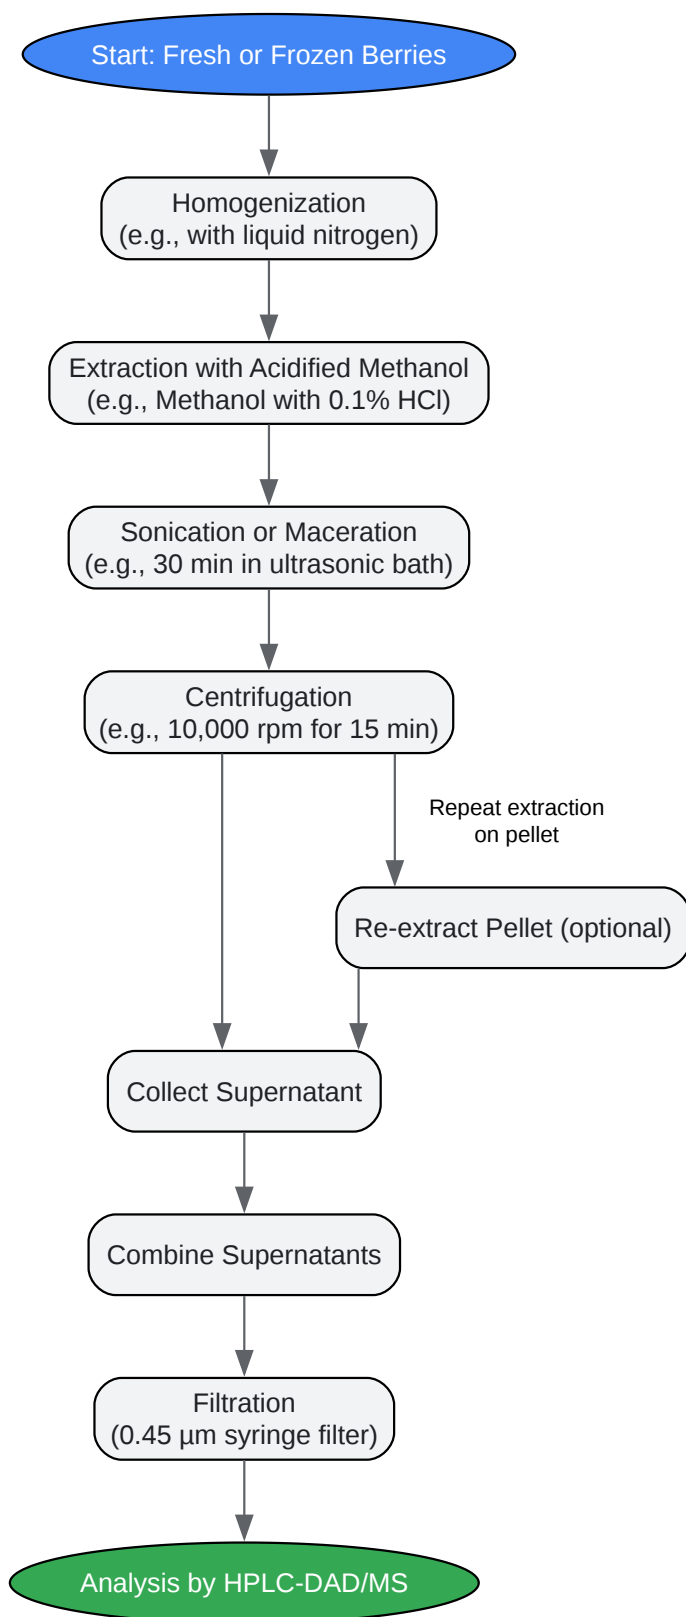 Start: Fresh or Frozen Berries
Homogenization
(e.g., with liquid nitrogen)
Extraction with Acidified Methanol
(e.g., Methanol with 0.1% HCl)
Sonication or Maceration
(e.g., 30 min in ultrasonic bath)
Centrifugation
(e.g., 10,000 rpm for 15 min)
Repeat extraction
on pellet
Re-extract Pellet (optional)
Collect Supernatant
Combine Supernatants
Filtration
(0.45 µm syringe filter)
Analysis by HPLC-DAD/MS